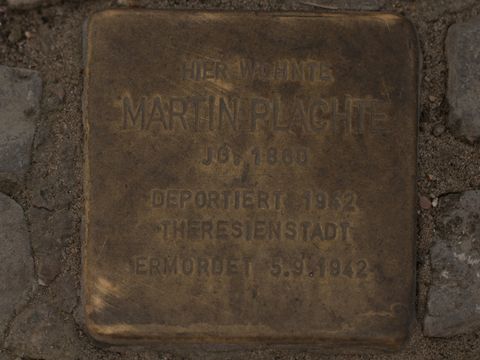 HIER WOHNTE
MARTIN PLACHTE
JG. 1860
DEPORTIERT 1942
THERESIENSTADT
ERMORDET 5.9.1942